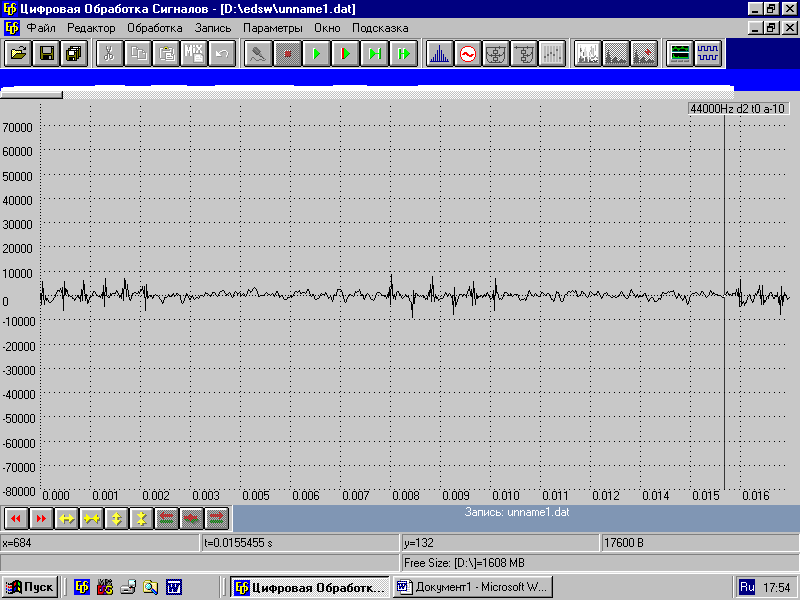 Цифровая Обработка Сигналов - [D:\edsw\unname1.dat]
Файл Редактор Обработка Запись Параметры Окно Подсказка
MiX
44000Hz d2 t0 a-10
70000
60000
50000
40000
30000
20000
10000
0
-10000
-20000
-30000
-40000
-50000
-60000
-70000
-80000
0.000 0.001 0.002 0.003 0.005 0.006 0.007 0.008 0.009 0.010 0.011 0.012 0.014 0.015 0.016
Запись: unname1.dat
x=684 t=0.0155455 s y=132 17600 B
Free Size: [D:\]=1608 MB
Пуск Цифровая Обработк... Документ1 - Microsoft W... Ru 17:54